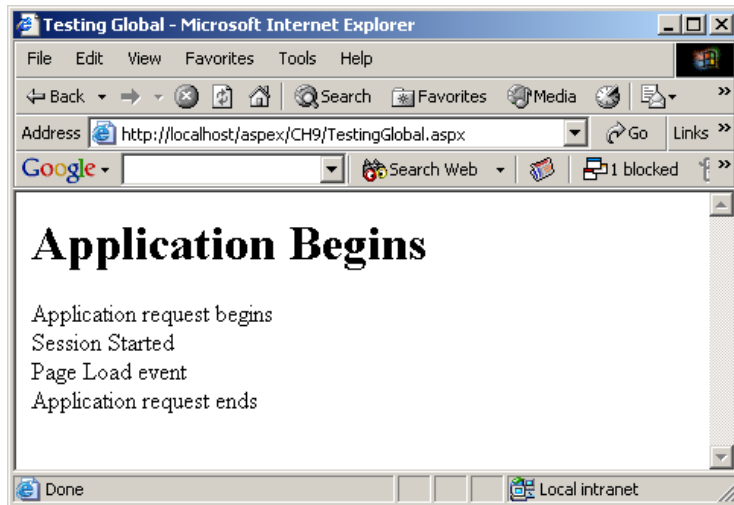 Testing Global - Microsoft Internet Explorer
File Edit View Favorites Tools Help
Back Search Favorites Media »
Address http://localhost/aspex/CH9/TestingGlobal.aspx Go Links »
Google Search Web 1 blocked »
Application Begins
Application request begins
Session Started
Page Load event
Application request ends
Done Local intranet